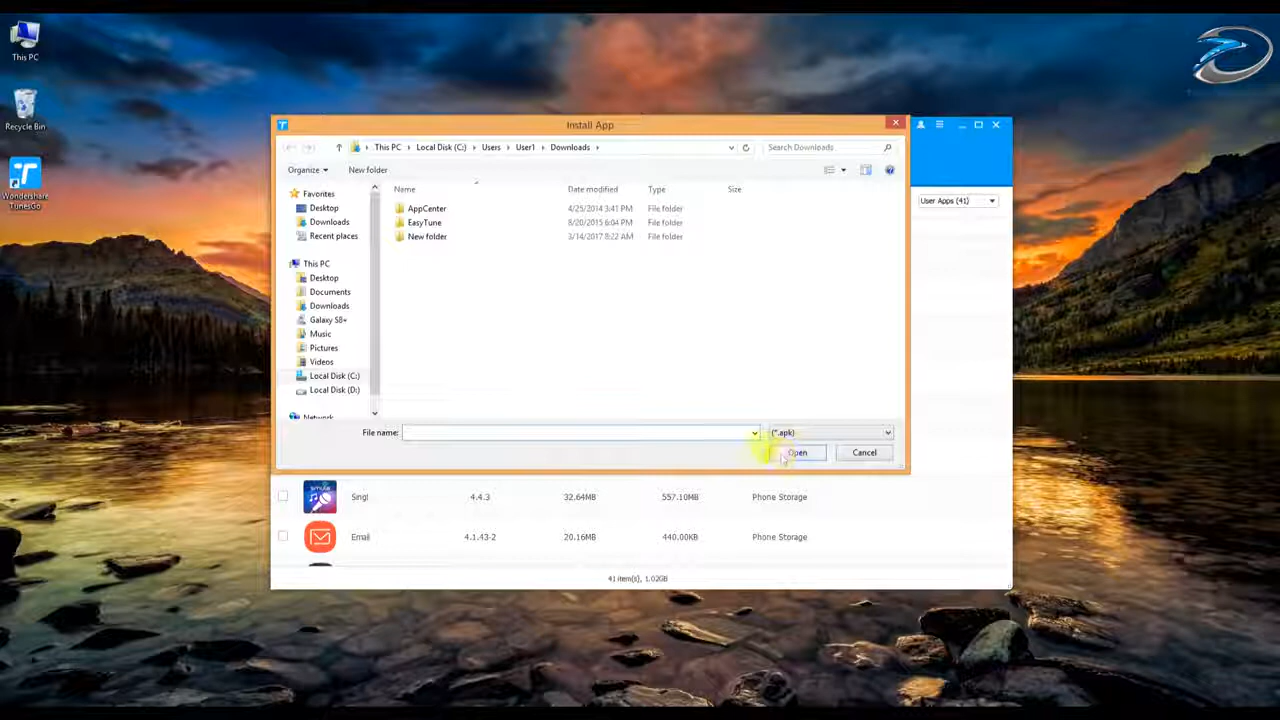 This PC
Recycle Bin
Wondershare
TunesGo
Install App
This PC
Local Disk (C:)
Users
User1
Downloads
Search Downloads
Organize
New folder
Name
Date modified
Type
Size
Favorites
Desktop
Downloads
Recent places
This PC
Desktop
Documents
Downloads
Galaxy S8+
Music
Pictures
Videos
Local Disk (C:)
Local Disk (D:)
Network
AppCenter 4/25/2014 3:41 PM File folder
EasyTune 8/20/2015 6:04 PM File folder
New folder 3/14/2017 8:22 AM File folder
File name:
(*.apk)
Open
Cancel
User Apps (41)
Sing! 4.4.3 32.64MB 557.10MB Phone Storage
Email 4.1.43-2 20.16MB 440.00KB Phone Storage
41 item(s), 1.02GB